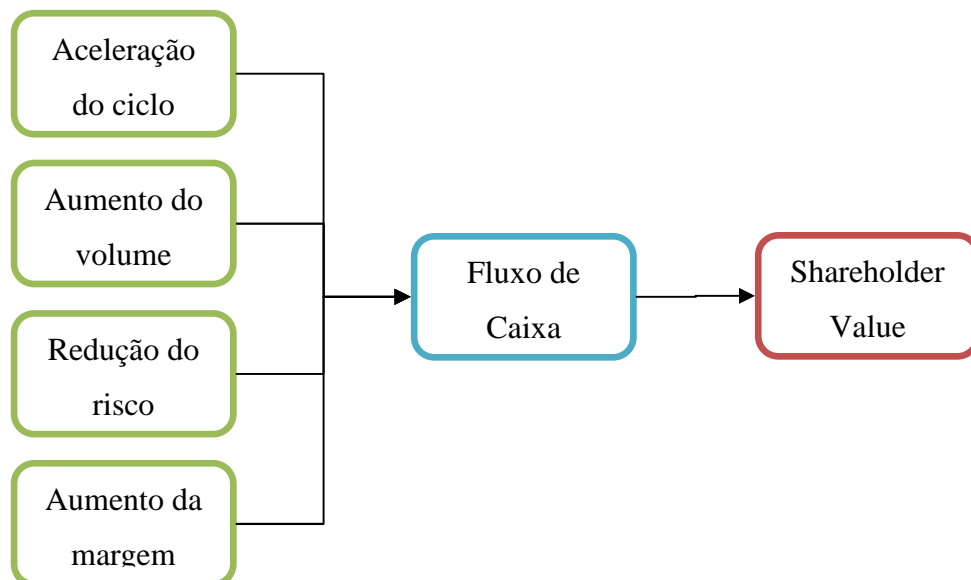 Aceleração
do ciclo
Aumento do
volume
Redução do
risco
Aumento da
margem
Fluxo de
Caixa
Shareholder
Value